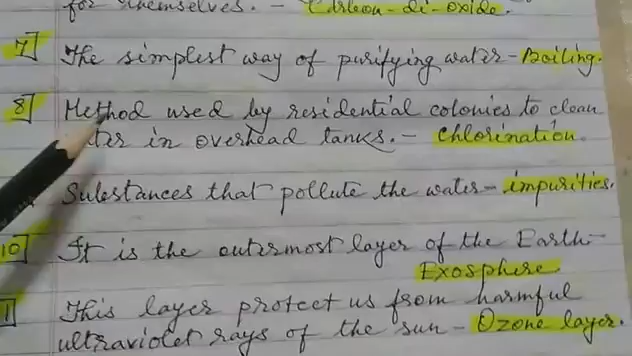 for themselves. - Carbon-di-oxide.
7] The simplest way of purifying water - Boiling.
8] Method used by residential colonies to clean
in overhead tanks. - Chlorination.
Substances that pollute the water - impurities.
10] It is the outermost layer of the Earth -
Exosphere
This layer protect us from harmful
ultraviolet rays of the sun - Ozone layer.